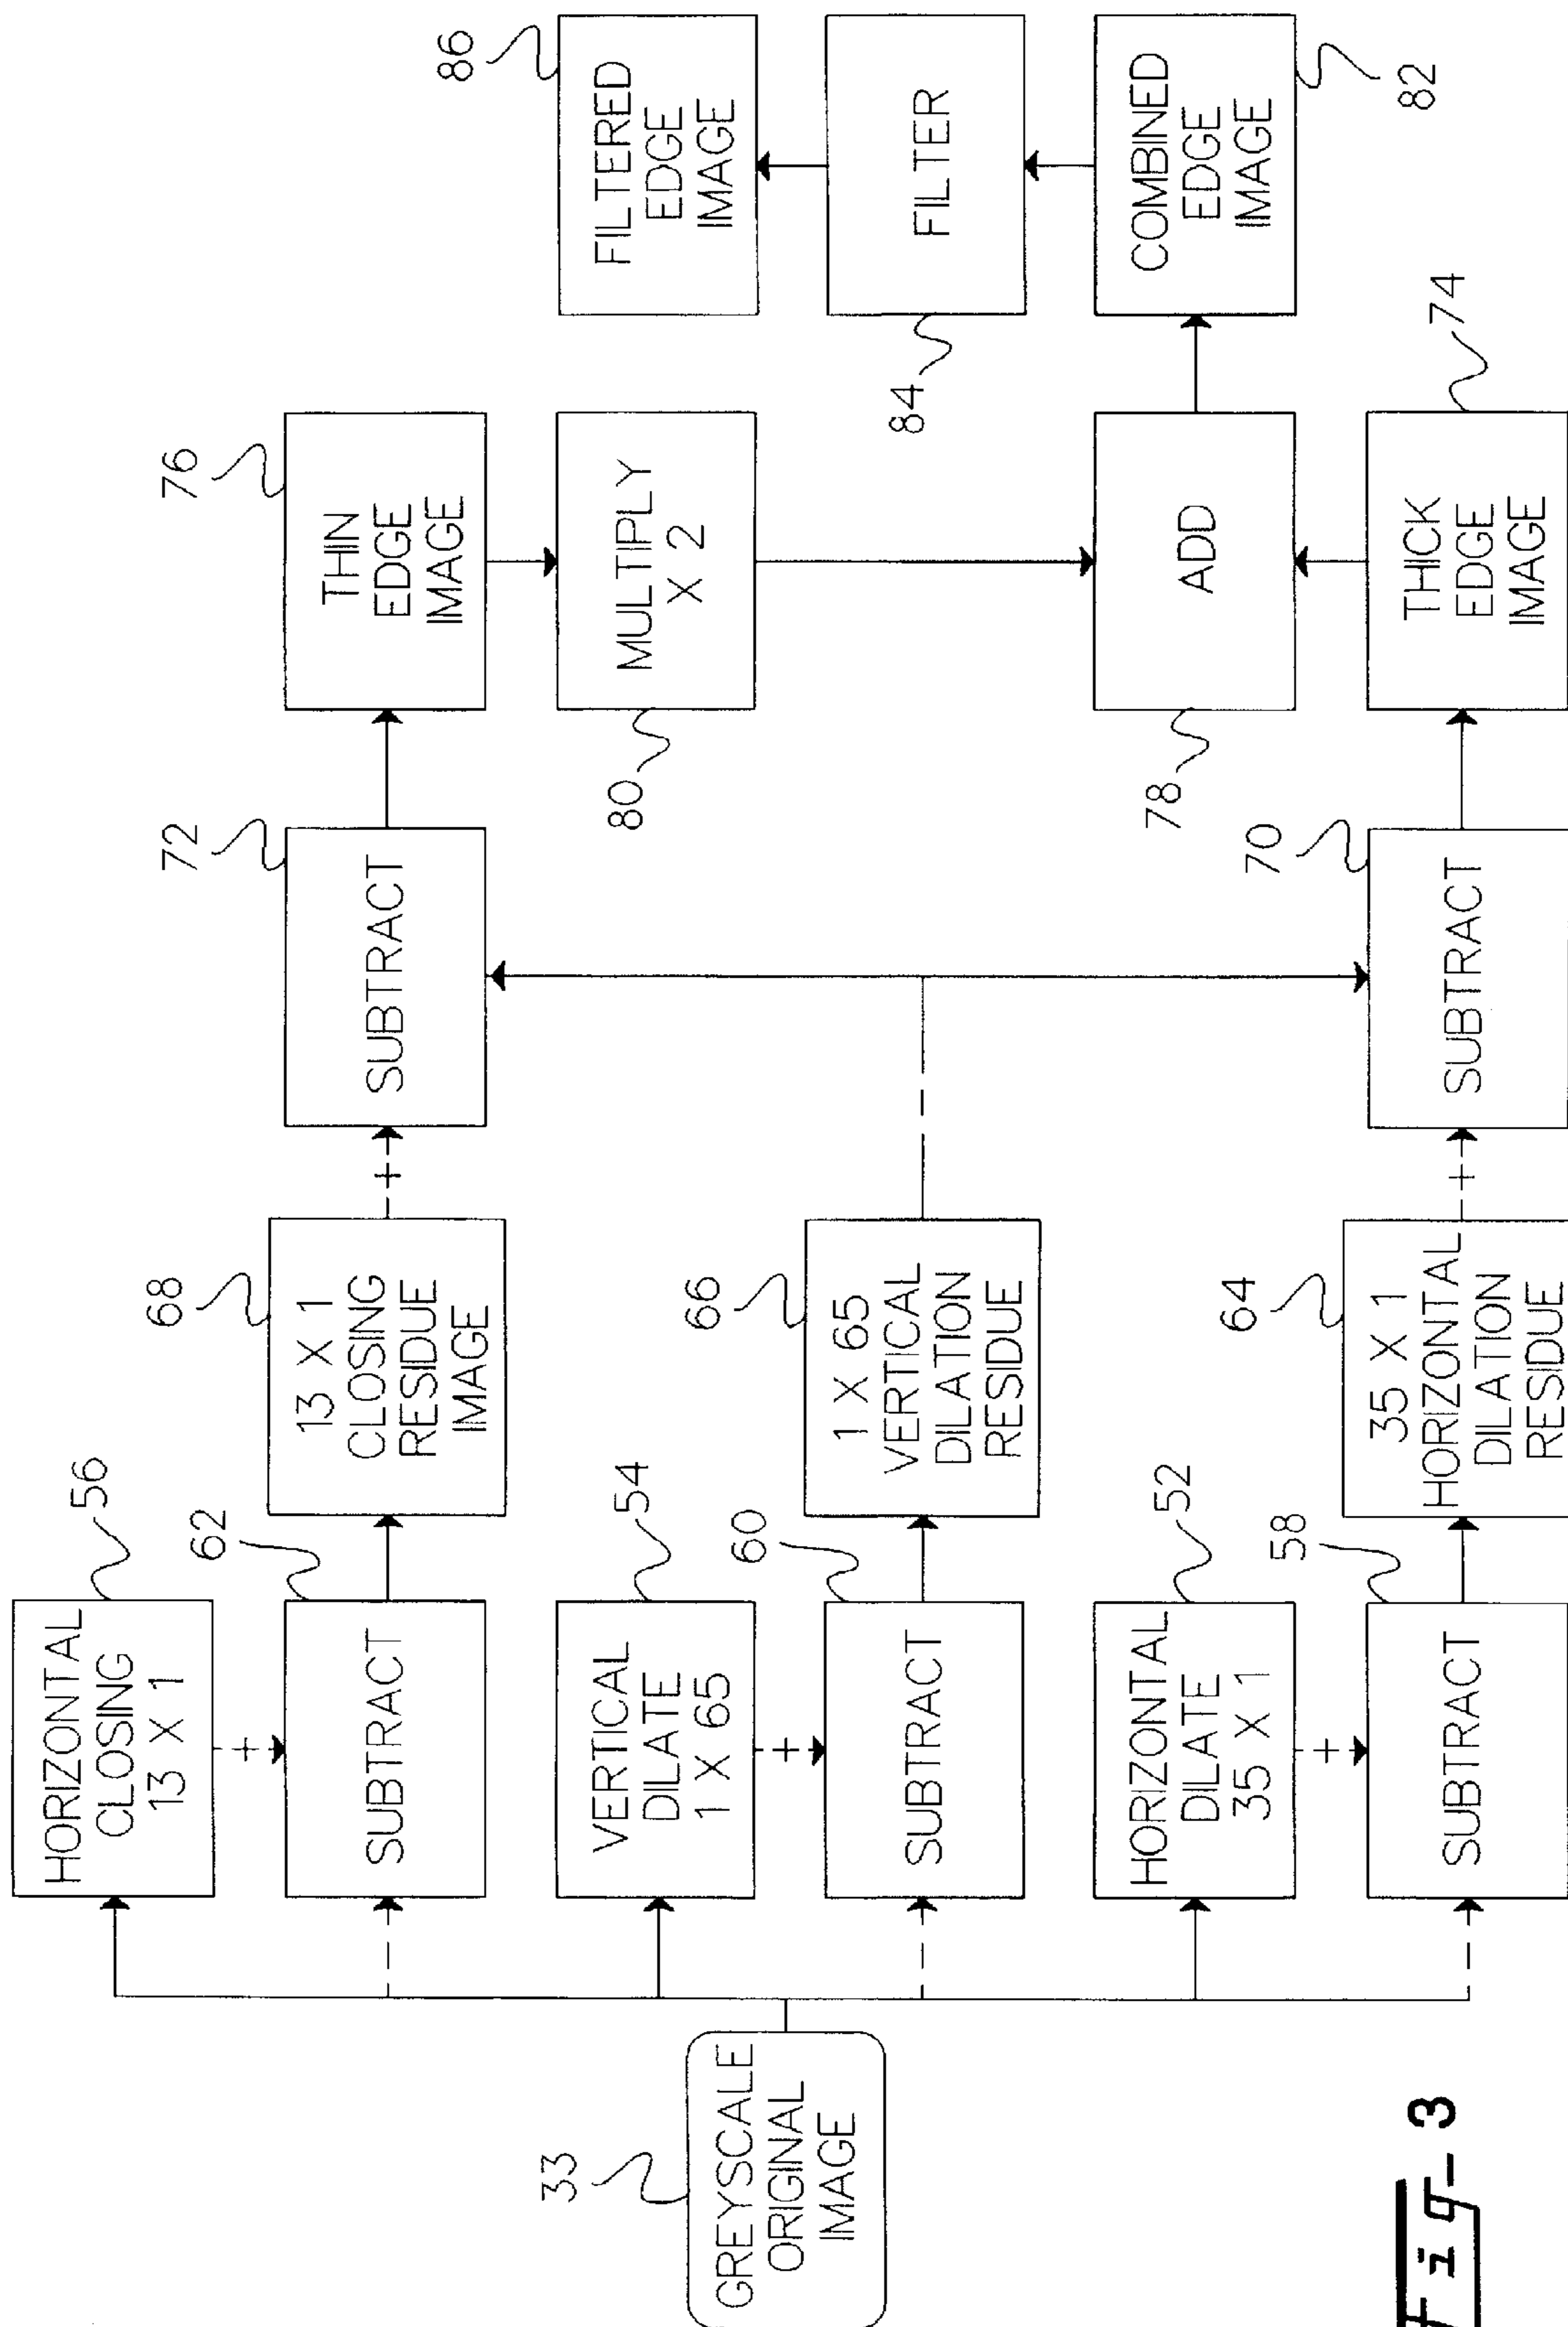 33
GREYSCALE
ORIGINAL
IMAGE
56
HORIZONTAL
CLOSING
13 X 1
+
62
SUBTRACT
54
VERTICAL
DILATE
1 X 65
+
60
SUBTRACT
52
HORIZONTAL
DILATE
35 X 1
+
58
SUBTRACT
68
13 X 1
CLOSING
RESIDUE
IMAGE
+
66
1 X 65
VERTICAL
DILATION
RESIDUE
64
35 X 1
HORIZONTAL
DILATION
RESIDUE
+
72
SUBTRACT
70
SUBTRACT
76
THIN
EDGE
IMAGE
80
MULTIPLY
X 2
78
ADD
74
THICK
EDGE
IMAGE
86
FILTERED
EDGE
IMAGE
84
FILTER
82
COMBINED
EDGE
IMAGE
Fig- 3